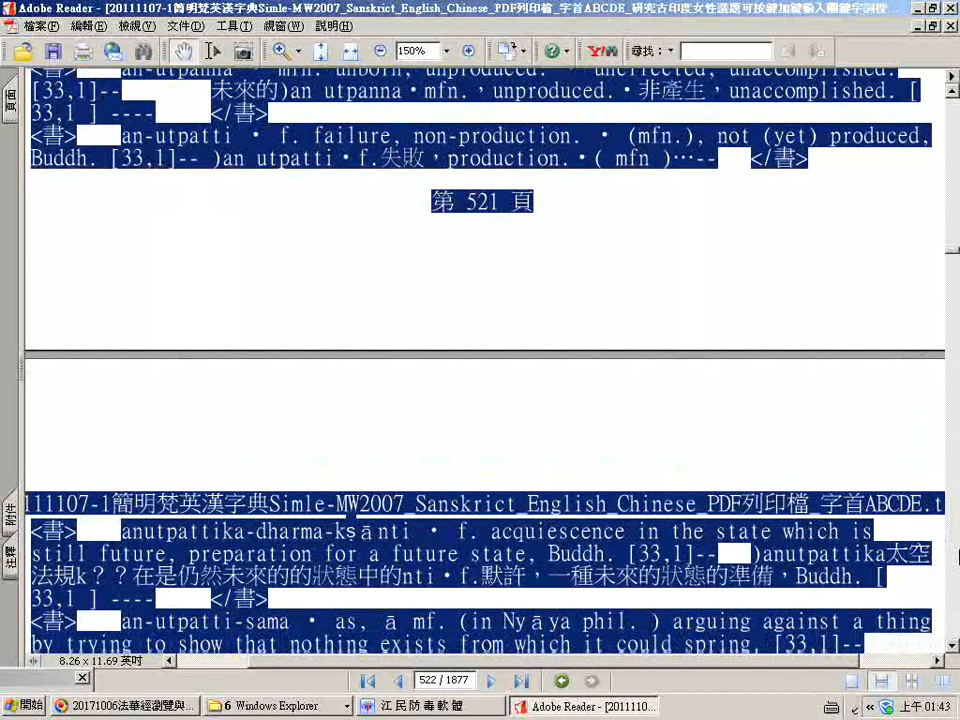 Adobe Reader - [20111107-1簡明梵英漢字典Simle-MW2007_Sanskrict_English_Chinese_PDF列印檔_字首ABCDE_研究古印度女性議題可按鍵加鍵輸入關鍵字詞搜...
檔案(F) 編輯(E) 檢視(V) 文件(D) 工具(T) 視窗(W) 說明(H)
150% 尋找：
頁面
<書> an-utpanna • mfn. unborn, unproduced. • uneffected, unaccomplished.
[33,1]-- 未來的)an utpanna‧mfn.，unproduced.‧非產生，unaccomplished. [
33,1 ] ---- </書>
<書> an-utpatti • f. failure, non-production. • (mfn.), not (yet) produced,
Buddh. [33,1]-- )an utpatti‧f.失敗，production.‧( mfn )…-- </書>
第 521 頁
111107-1簡明梵英漢字典Simle-MW2007_Sanskrict_English_Chinese_PDF列印檔_字首ABCDE.t
<書> anutpattika-dharma-kṣānti • f. acquiescence in the state which is
still future, preparation for a future state, Buddh. [33,1]-- )anutpattika太空
法規k？？在是仍然未來的的狀態中的nti‧f.默許，一種未來的狀態的準備，Buddh. [
33,1 ] ---- </書>
<書> an-utpatti-sama • as, ā mf. (in Nyāya phil. ) arguing against a thing
by trying to show that nothing exists from which it could spring. [33,1]--
附件
注釋
8.26 x 11.69 英吋
522 / 1877
開始 20171006法華經瀏覽與... 6 Windows Explorer 江民防毒軟體 Adobe Reader - [2011110... 上午 01:43